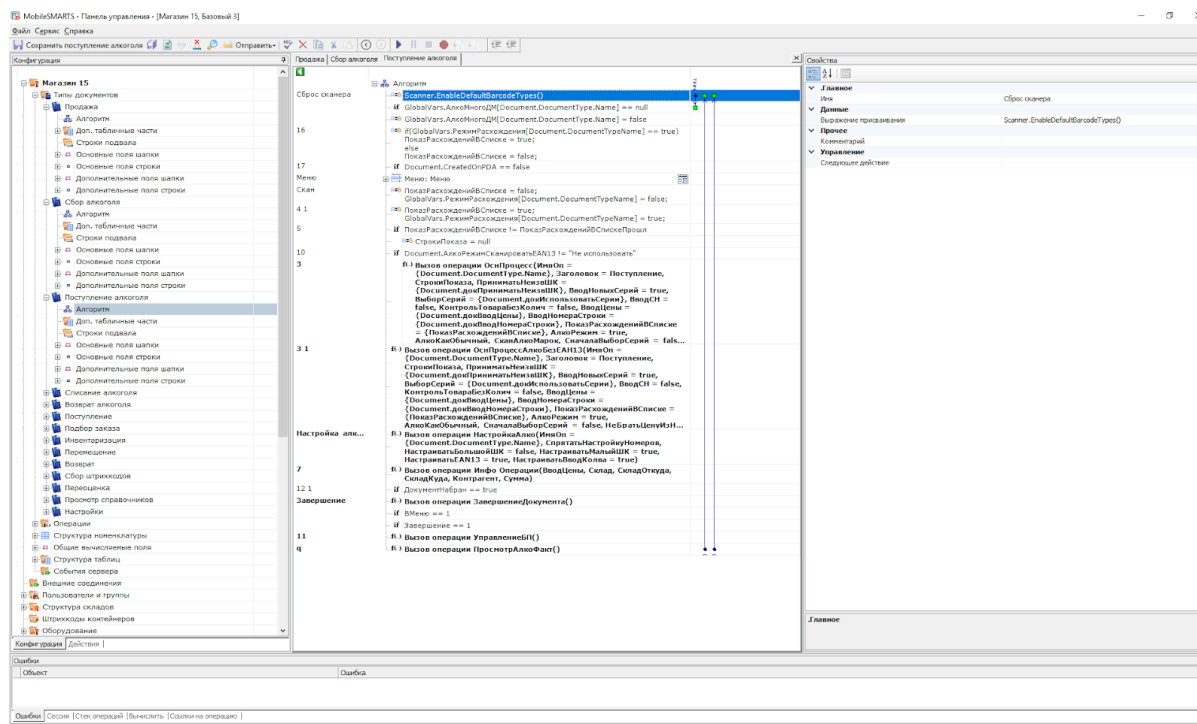 MobileSMARTS - Панель управления - [Магазин 15, Базовый 3]
Файл Сервис Справка
Сохранить поступление алкоголя Отправить
Конфигурация
Продажа Сбор алкоголя Поступление алкоголя
Свойства
Магазин 15
Типы документов
Продажа
Алгоритм
Доп. табличные части
Строки подвала
Основные поля шапки
Основные поля строки
Дополнительные поля шапки
Дополнительные поля строки
Сбор алкоголя
Алгоритм
Доп. табличные части
Строки подвала
Основные поля шапки
Основные поля строки
Дополнительные поля шапки
Дополнительные поля строки
Поступление алкоголя
Алгоритм
Доп. табличные части
Строки подвала
Основные поля шапки
Основные поля строки
Дополнительные поля шапки
Дополнительные поля строки
Списание алкоголя
Возврат алкоголя
Поступление
Подбор заказа
Инвентаризация
Перемещение
Возврат
Сбор штрихкодов
Переоценка
Просмотр справочников
Настройки
Операции
Структура номенклатуры
Общие вычисляемые поля
Структура таблиц
События сервера
Внешние соединения
Пользователи и группы
Структура складов
Штрихкоды контейнеров
Оборудование
Конфигурация Действия
Алгоритм
Сброс сканера Scanner.EnableDefaultBarcodeTypes()
if GlobalVars.АлкоМногоДМ[Document.DocumentType.Name] == null
GlobalVars.АлкоМногоДМ[Document.DocumentType.Name] = false
16 if(GlobalVars.РежимРасхождения[Document.DocumentTypeName] == true)
ПоказРасхожденийВСписке = true;
else
ПоказРасхожденийВСписке = false;
17 if Document.CreatedOnPDA == false
Меню Меню: Меню
Скан ПоказРасхожденийВСписке = false;
GlobalVars.РежимРасхождения[Document.DocumentTypeName] = false;
4 1 ПоказРасхожденийВСписке = true;
GlobalVars.РежимРасхождения[Document.DocumentTypeName] = true;
5 if ПоказРасхожденийВСписке != ПоказРасхожденийВСпискеПрошл
СтрокиПоказа = null
10 if Document.АлкоРежимСканироватьEAN13 != "Не использовать"
3 f(.) Вызов операции ОснПроцесс(ИмяОп =
{Document.DocumentType.Name}, Заголовок = Поступление,
СтрокиПоказа, ПриниматьНеизвШК =
{Document.докПриниматьНеизвШК}, ВводНовыхСерий = true,
ВыборСерий = {Document.докИспользоватьСерии}, ВводСН =
false, КонтрольТовараБезКолич = false, ВводЦены =
{Document.докВводЦены}, ВводНомераСтроки =
{Document.докВводНомераСтроки}, ПоказРасхожденийВСписке
= {ПоказРасхожденийВСписке}, АлкоРежим = true,
АлкоКакОбычный, СканАлкоМарок, СначалаВыборСерий = fals...
3 1 f(.) Вызов операции ОснПроцессАлкоБезEAN13(ИмяОп =
{Document.DocumentType.Name}, Заголовок = Поступление,
СтрокиПоказа, ПриниматьНеизвШК =
{Document.докПриниматьНеизвШК}, ВводНовыхСерий = true,
ВыборСерий = {Document.докИспользоватьСерии}, ВводСН = false,
КонтрольТовараБезКолич = false, ВводЦены =
{Document.докВводЦены}, ВводНомераСтроки =
{Document.докВводНомераСтроки}, ПоказРасхожденийВСписке =
{ПоказРасхожденийВСписке}, АлкоРежим = true,
АлкоКакОбычный, СначалаВыборСерий = false, НеБратьЦенуИзН...
Настройка алк... f(.) Вызов операции НастройкаАлко(ИмяОп =
{Document.DocumentType.Name}, СпрятатьНастройкуНомеров,
НастраиватьБольшойШК = false, НастраиватьМалыйШК = true,
НастраиватьEAN13 = true, НастраиватьВводКолва = true)
7 f(.) Вызов операции Инфо Операции(ВводЦены, Склад, СкладОткуда,
СкладКуда, Контрагент, Сумма)
12 1 if ДокументНабран == true
Завершение f(.) Вызов операции ЗавершениеДокумента()
if ВМеню == 1
if Завершение == 1
11 f(.) Вызов операции УправлениеБП()
q f(.) Вызов операции ПросмотрАлкоФакт()
Главное
Имя Сброс сканера
Данные
Выражение присваивания Scanner.EnableDefaultBarcodeTypes()
Прочее
Комментарий
Управление
Следующее действие
.Главное
Ошибки
Объект Ошибка
Ошибки Сессия Стек операций Вычислить Ссылки на операцию